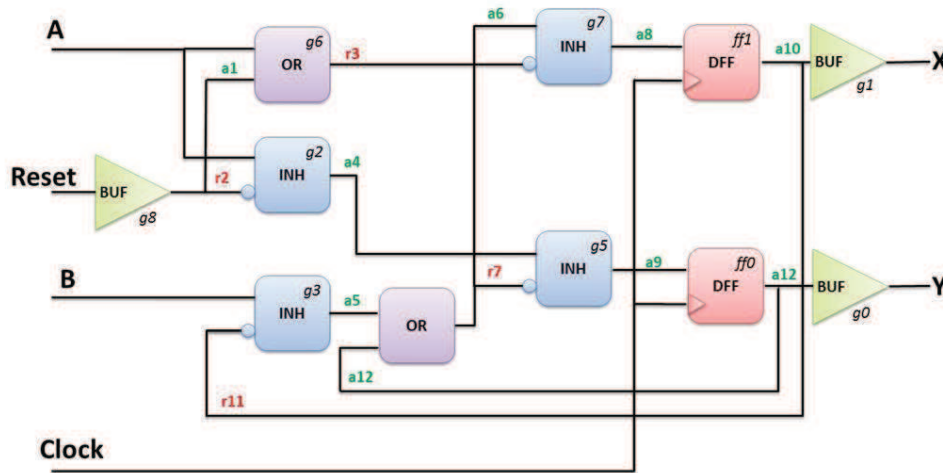 A
a1
g6
OR
r3
a6
g7
INH
a8
ff1
DFF
a10
BUF
g1
X
Reset
BUF
g8
r2
g2
INH
a4
B
g3
INH
a5
OR
a12
r11
r7
g5
INH
a9
ff0
DFF
a12
BUF
g0
Y
Clock